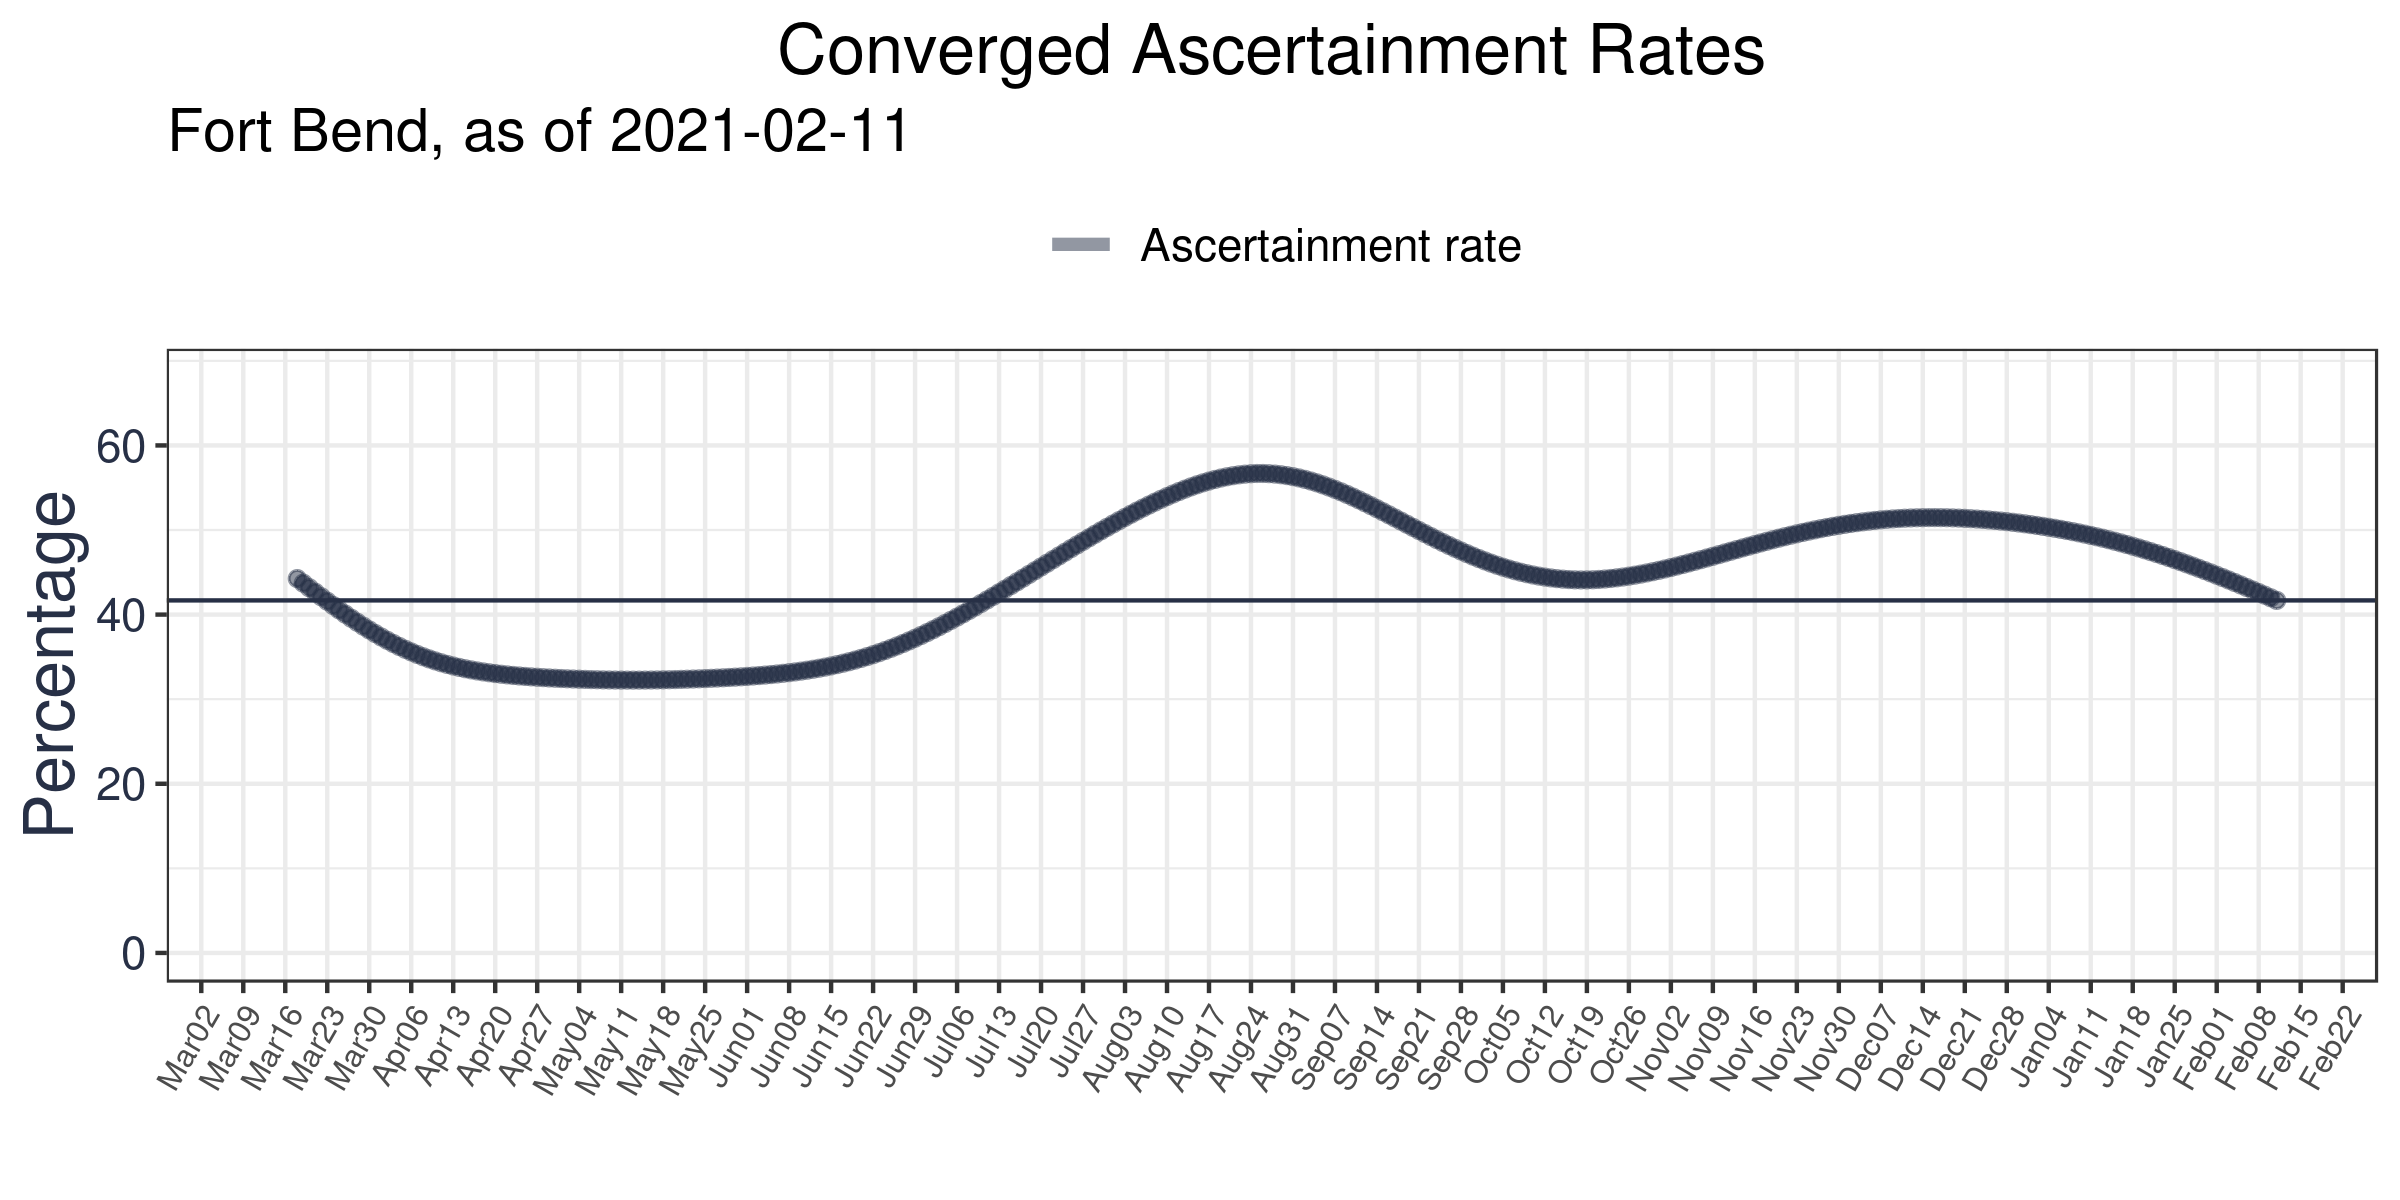 Converged Ascertainment Rates
Fort Bend, as of 2021-02-11
Ascertainment rate
Percentage
60
40
20
0
Mar02 Mar09 Mar16 Mar23 Mar30 Apr06 Apr13 Apr20 Apr27 May04 May11 May18 May25 Jun01 Jun08 Jun15 Jun22 Jun29 Jul06 Jul13 Jul20 Jul27 Aug03 Aug10 Aug17 Aug24 Aug31 Sep07 Sep14 Sep21 Sep28 Oct05 Oct12 Oct19 Oct26 Nov02 Nov09 Nov16 Nov23 Nov30 Dec07 Dec14 Dec21 Dec28 Jan04 Jan11 Jan18 Jan25 Feb01 Feb08 Feb15 Feb22